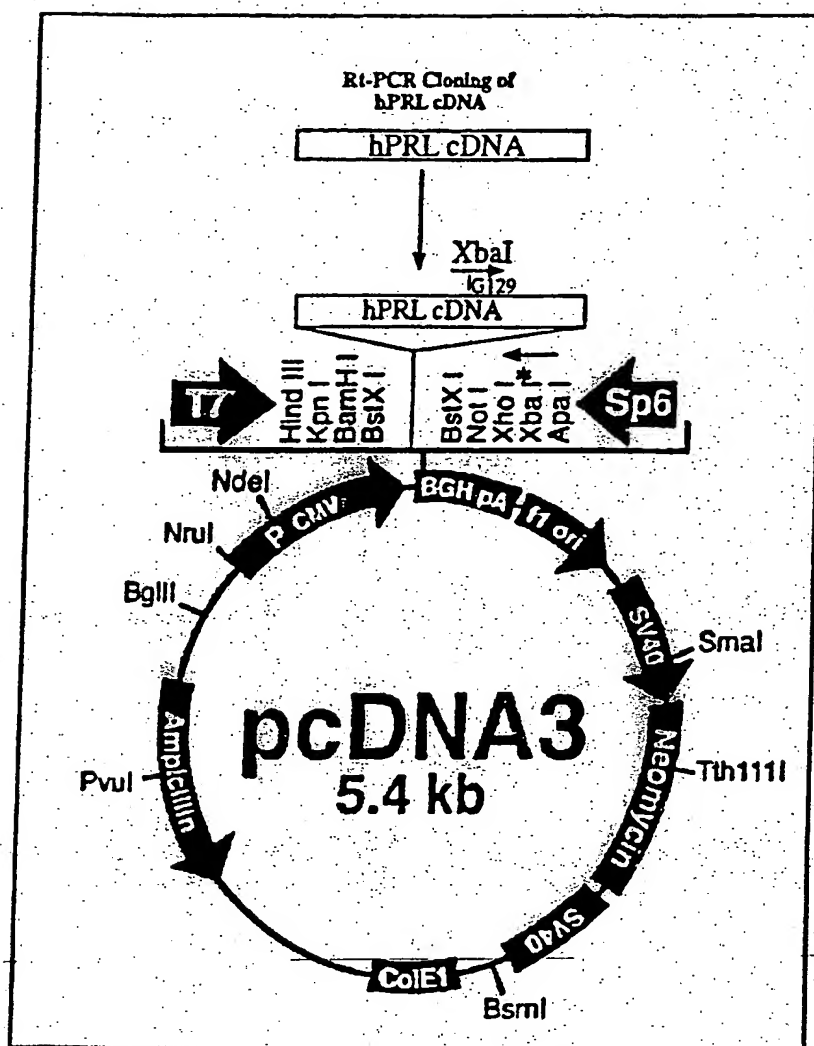 Rt-PCR Cloning of
hPRL cDNA
hPRL cDNA
XbaI
G129
hPRL cDNA
T7
Hind III
Kpn I
BamH I
BstX I
BstX I
Not I
Xho I
Xba I*
Apa I
Sp6
NdeI
NruI
BglII
PvuI
P CMV
BGH pA
f1 ori
SV40
SmaI
Neomycin
Tth111I
SV40
BsmI
ColE1
Ampicillin
pcDNA3
5.4 kb